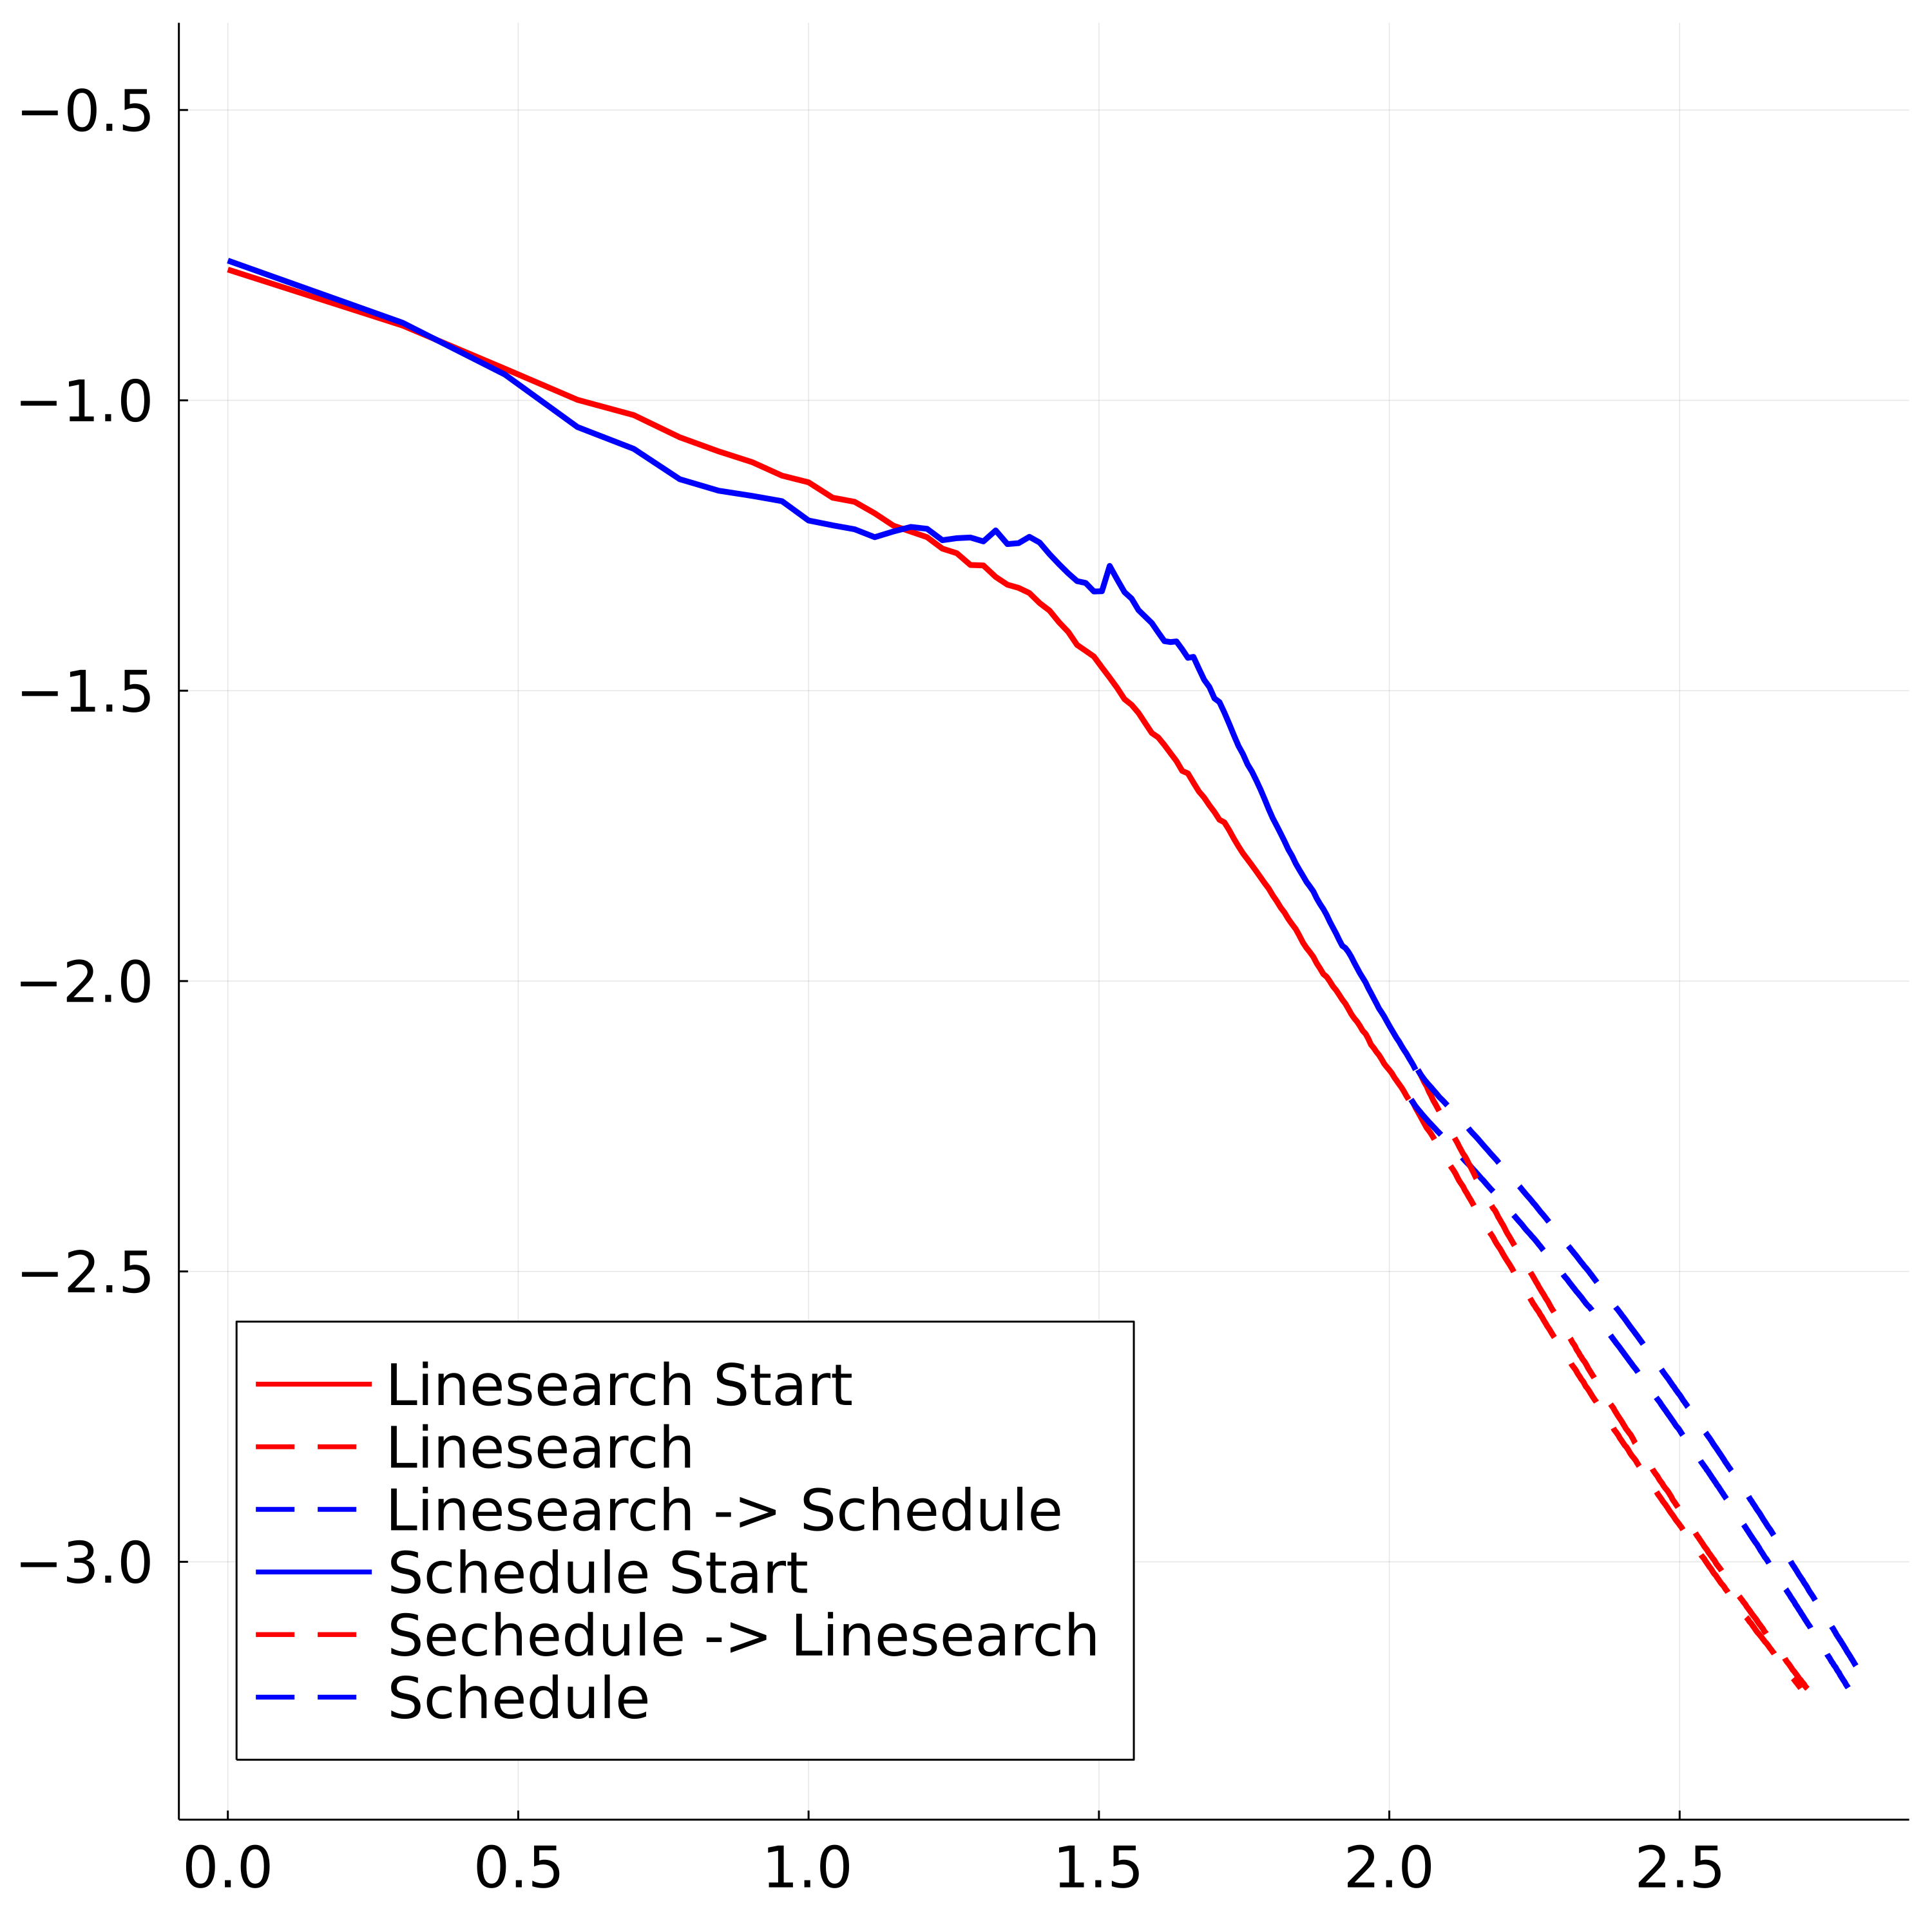 −0.5
−1.0
−1.5
−2.0
−2.5
−3.0
Linesearch Start
Linesearch
Linesearch -> Schedule
Schedule Start
Sechedule -> Linesearch
Schedule
0.0 0.5 1.0 1.5 2.0 2.5